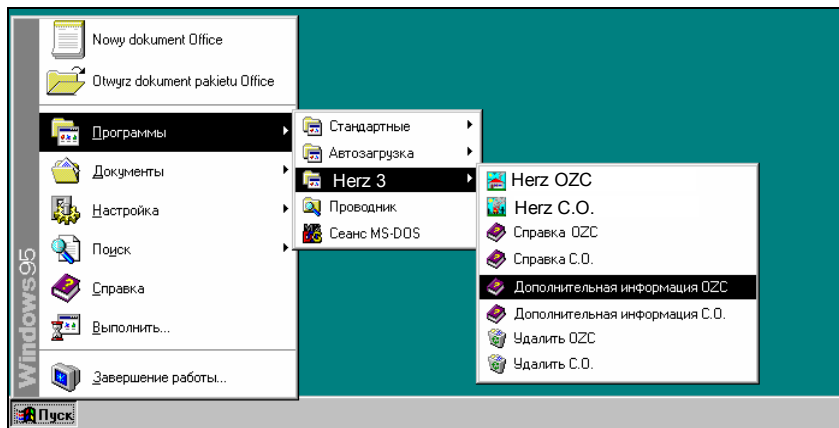 Nowy dokument Office
Otwyrz dokument pakietu Office
Программы
Документы
Настройка
Поиск
Справка
Выполнить...
Завершение работы...
Windows95
Пуск
Стандартные
Автозагрузка
Herz 3
Проводник
Сеанс MS-DOS
Herz OZC
Herz C.O.
Справка OZC
Справка С.О.
Дополнительная информация OZC
Дополнительная информация С.О.
Удалить OZC
Удалить С.О.